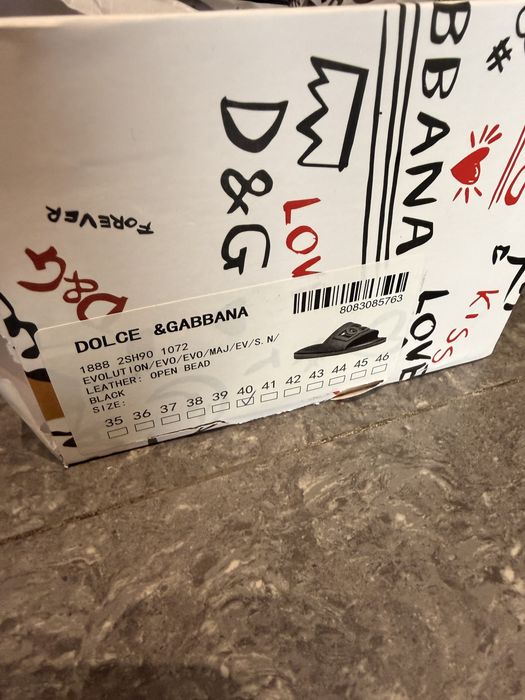 BBANA
#
D&G
LOV
FOREVER
D&G
LOVE
KISS
DOLCE &GABBANA
8083085763
1888 2SH90 1072
EVOLUTION/EVO/EVO/MAJ/EV/S.N/
LEATHER: OPEN BEAD
BLACK
SIZE:
35 36 37 38 39 40 41 42 43 44 45 46